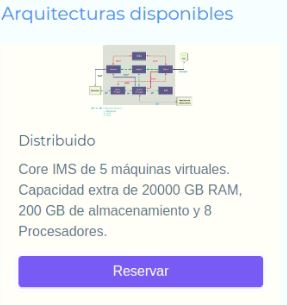 Arquitecturas disponibles
Distribuido
Core IMS de 5 máquinas virtuales.
Capacidad extra de 20000 GB RAM,
200 GB de almacenamiento y 8
Procesadores.
Reservar